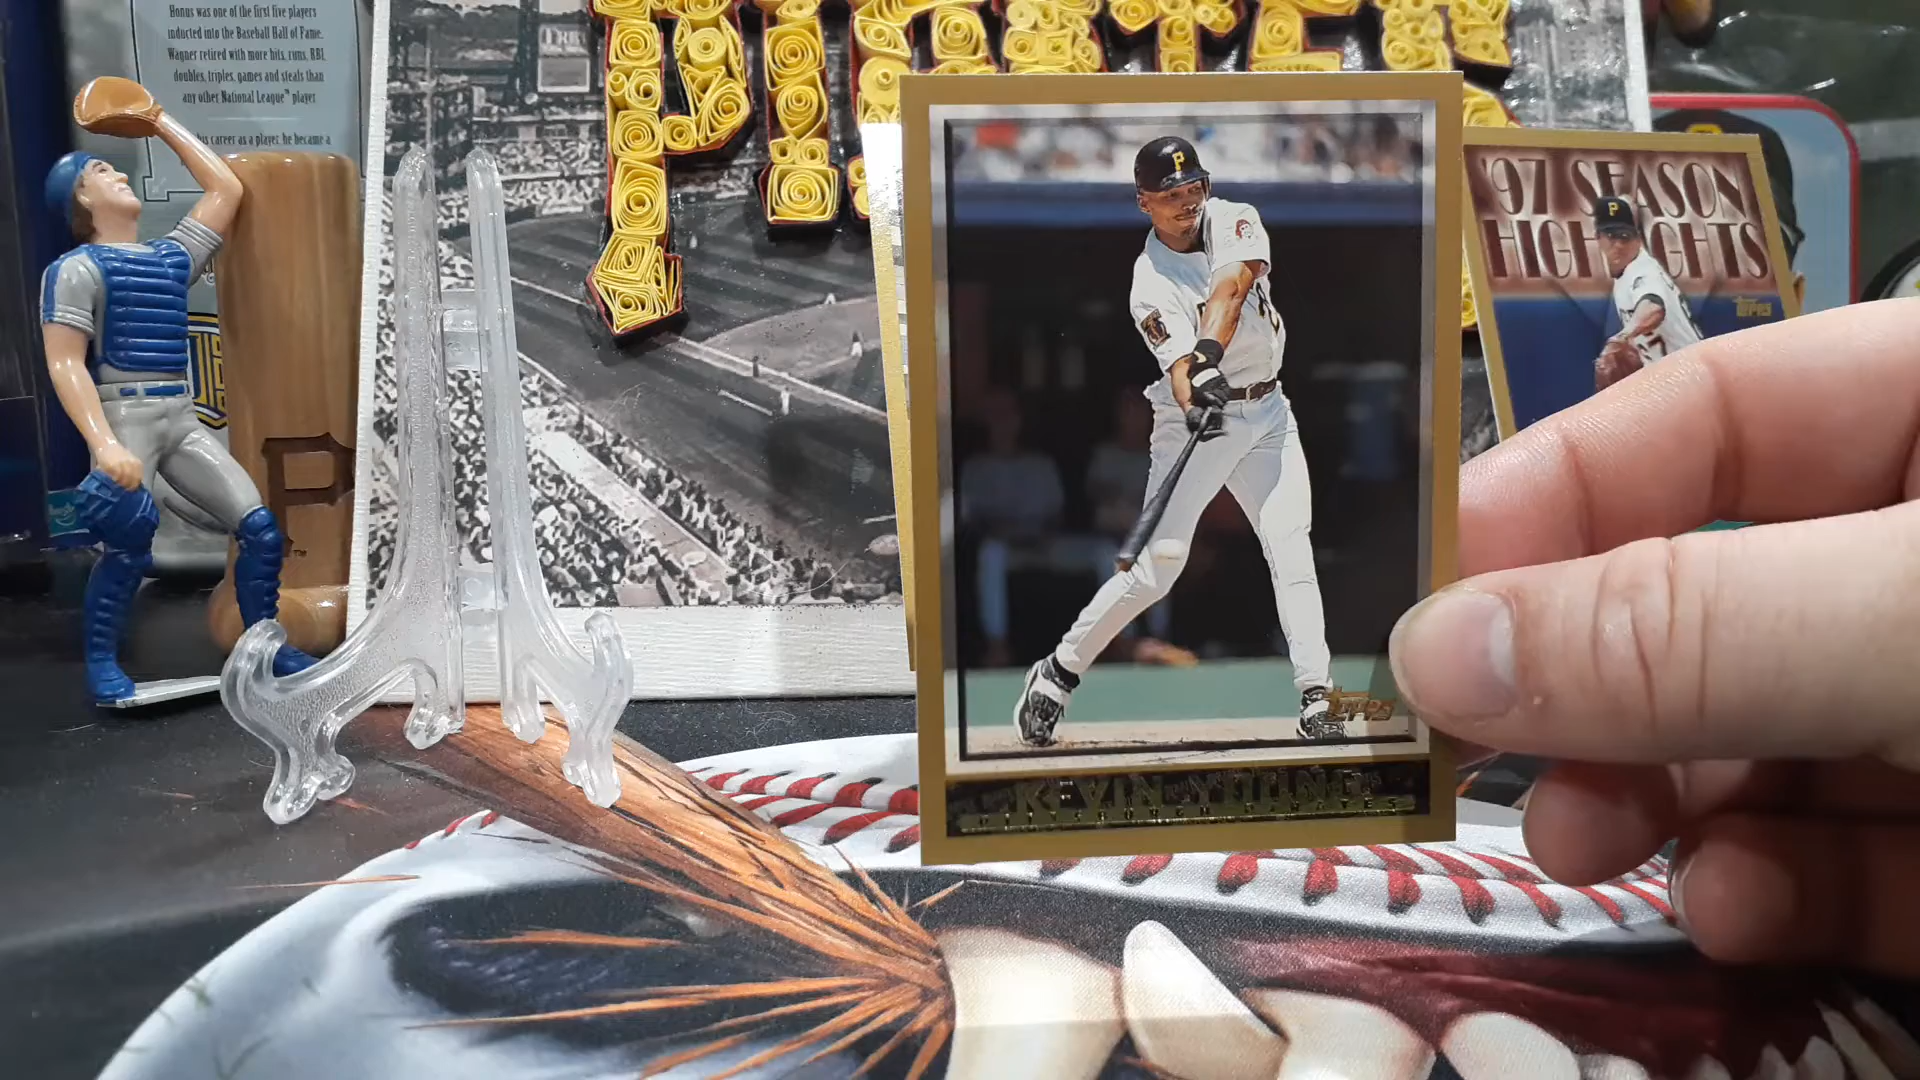 Honus was one of the first five players
inducted into the Baseball Hall of Fame.
Wagner retired with more hits, runs, RBI,
doubles, triples, games and steals than
any other National League™ player
his career as a player, he became a
P
P
'97 SEASON
HIGHLIGHTS
P
Topps
Topps
KEVIN YOUNG
PITTSBURGH PIRATES